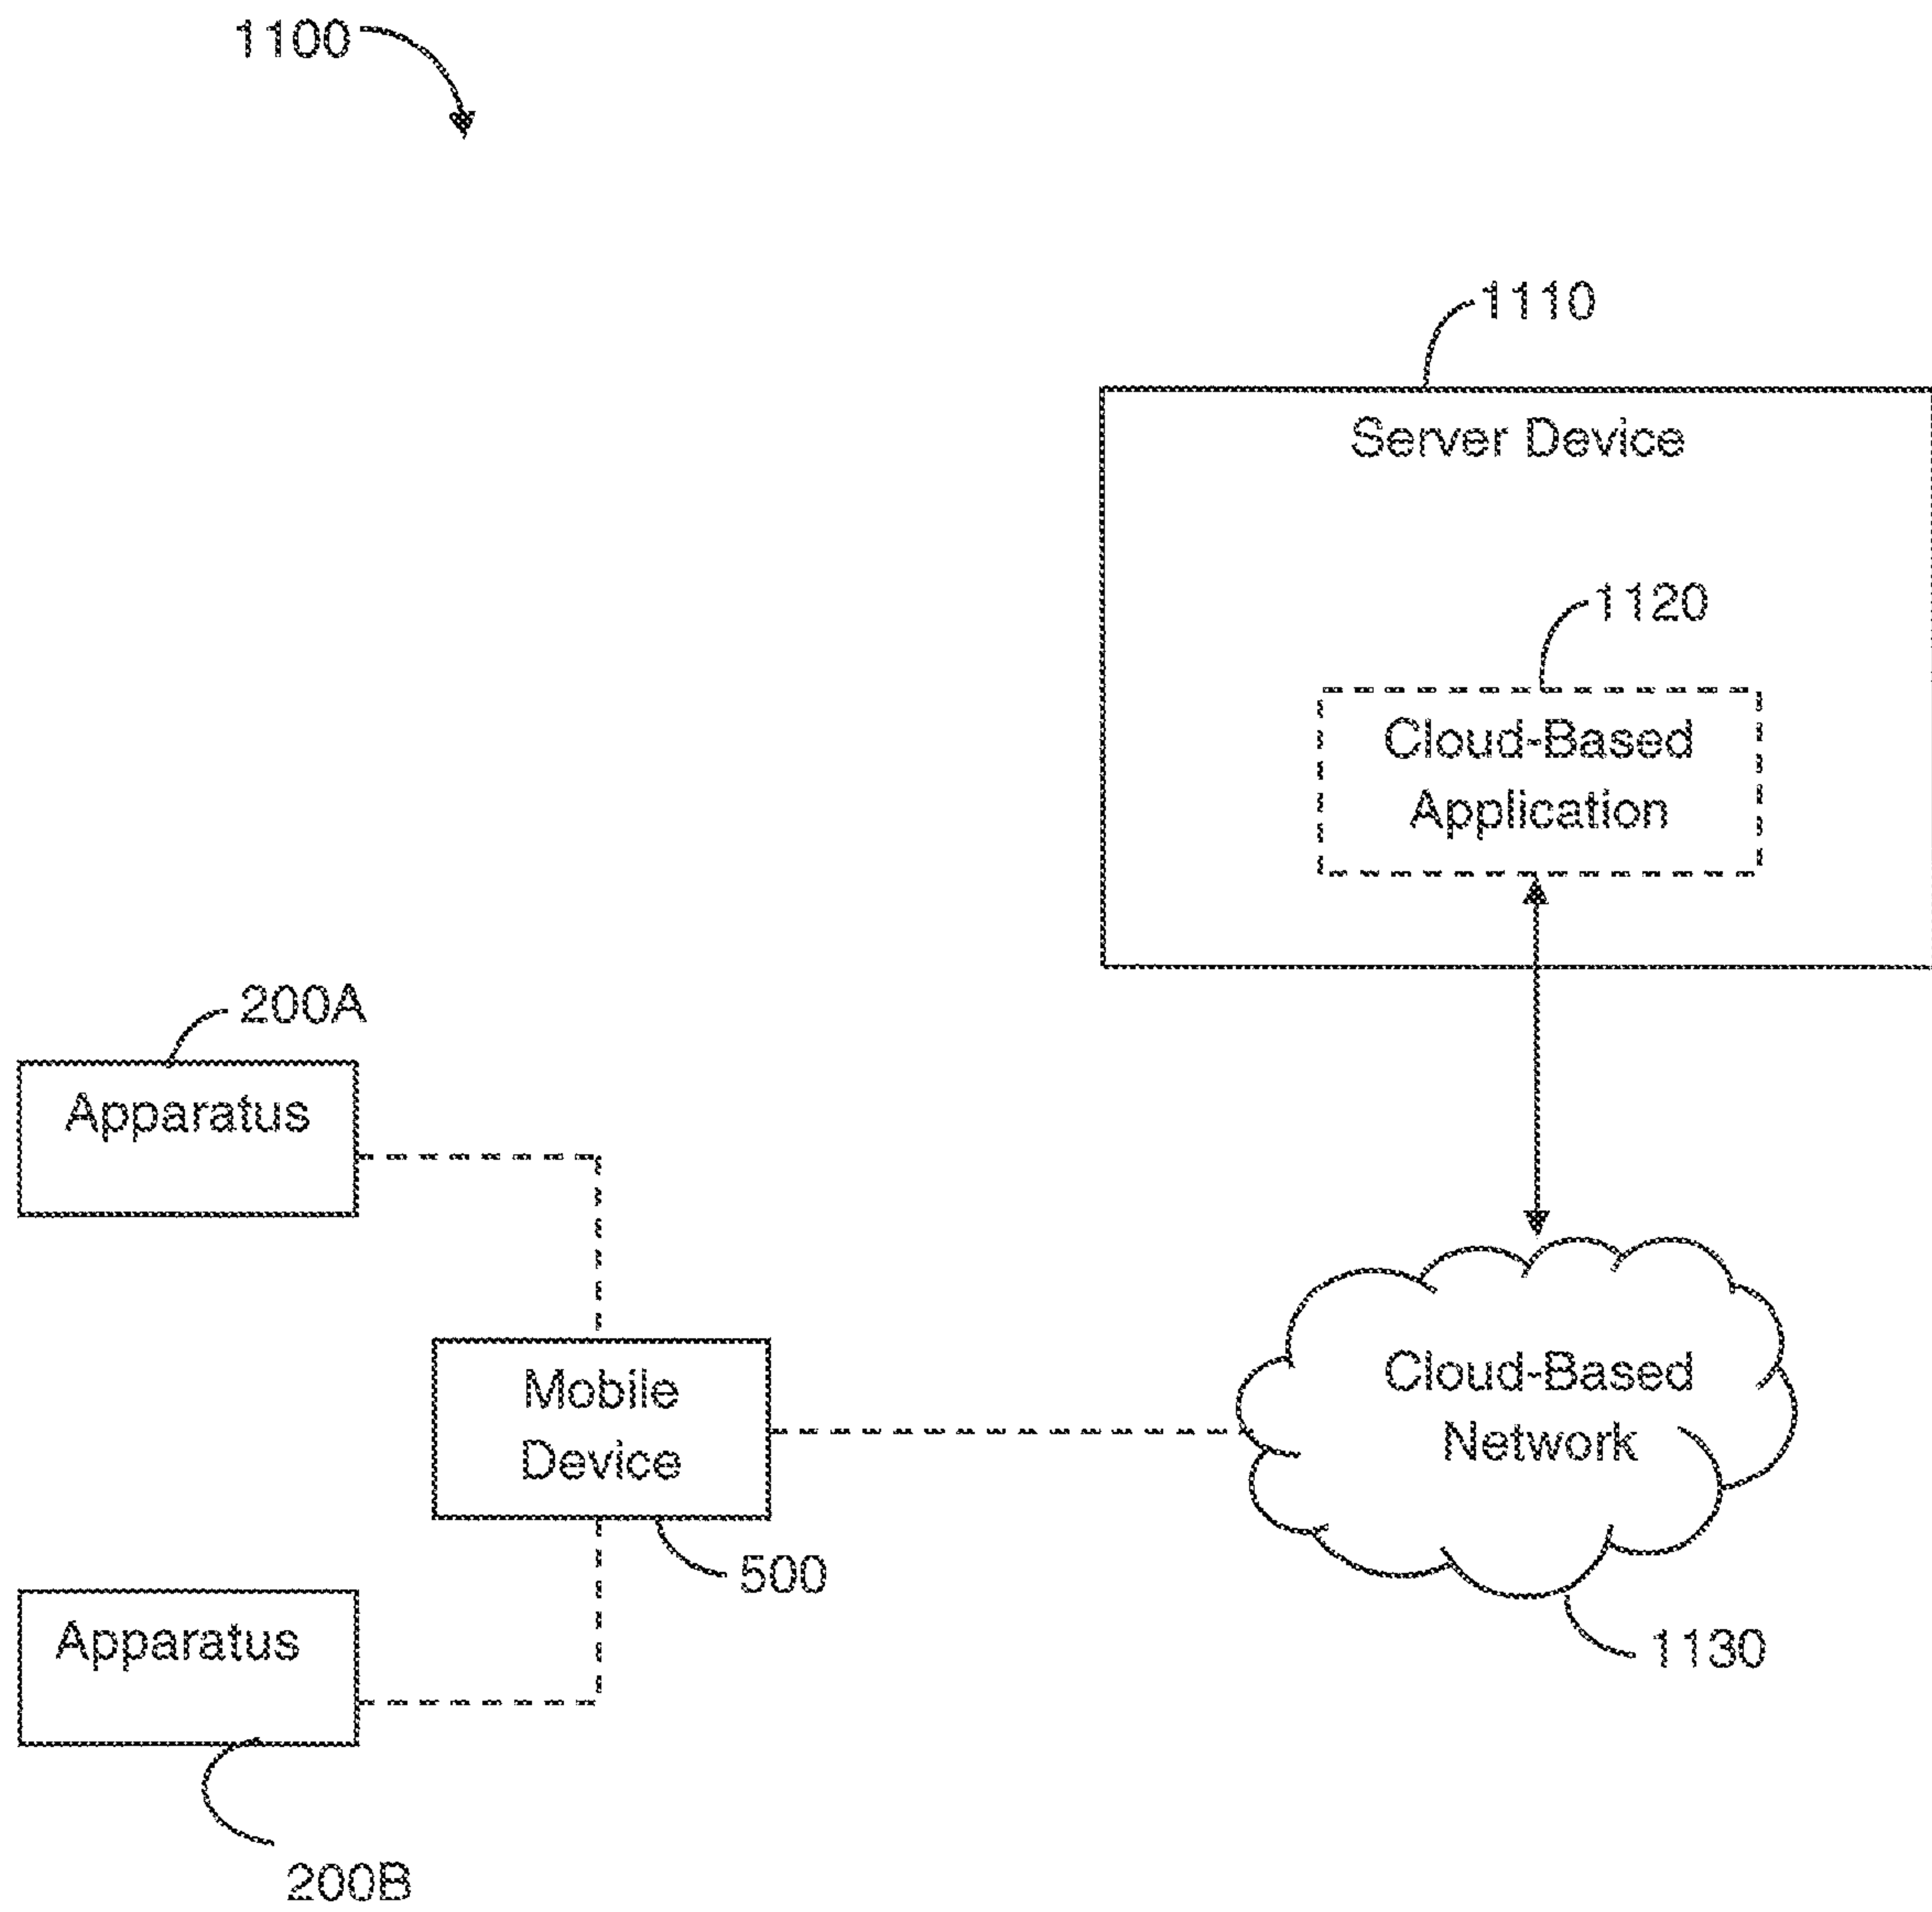 1100
1110
Server Device
1120
Cloud-Based
Application
200A
Apparatus
Mobile
Device
500
Cloud-Based
Network
1130
Apparatus
200B